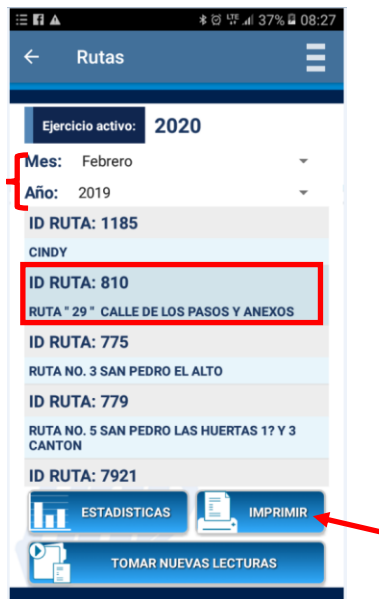 LTE 37% 08:27
Rutas
Ejercicio activo: 2020
Mes: Febrero
Año: 2019
ID RUTA: 1185
CINDY
ID RUTA: 810
RUTA " 29 " CALLE DE LOS PASOS Y ANEXOS
ID RUTA: 775
RUTA NO. 3 SAN PEDRO EL ALTO
ID RUTA: 779
RUTA NO. 5 SAN PEDRO LAS HUERTAS 1? Y 3
CANTON
ID RUTA: 7921
ESTADISTICAS IMPRIMIR
TOMAR NUEVAS LECTURAS